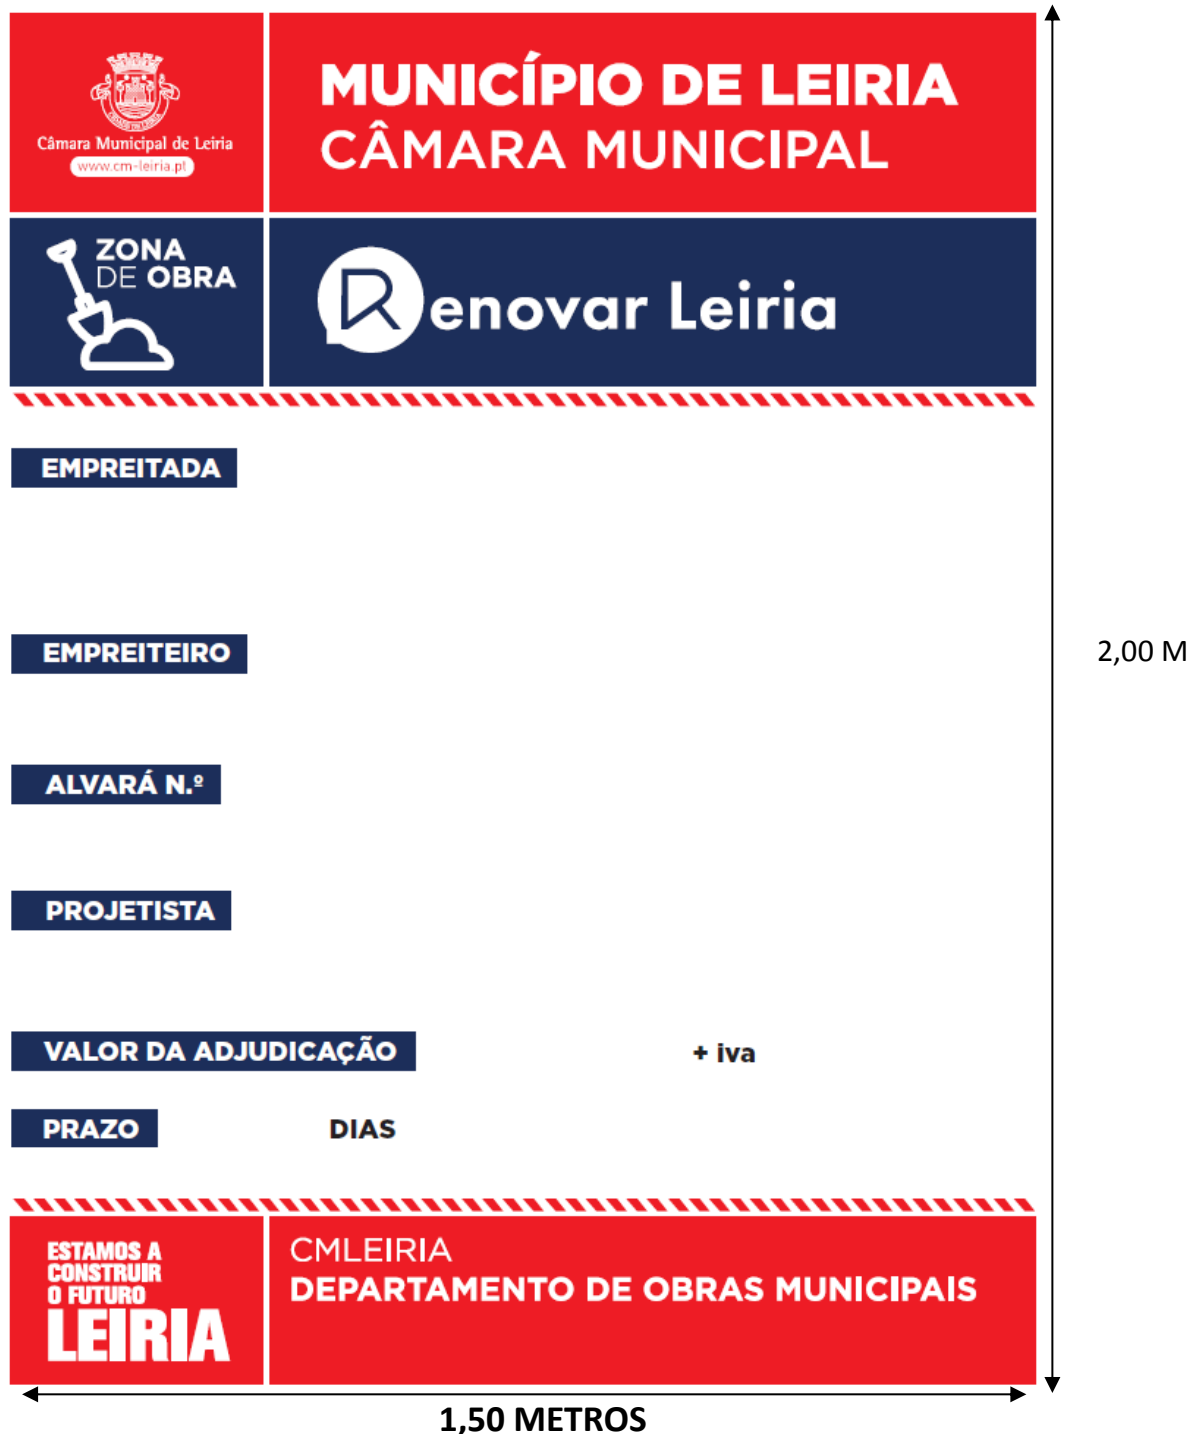 Câmara Municipal de Leiria
www.cm-leiria.pt
MUNICÍPIO DE LEIRIA
CÂMARA MUNICIPAL
ZONA
DE OBRA
Renovar Leiria
EMPREITADA
EMPREITEIRO
2,00 M
ALVARÁ N.º
PROJETISTA
VALOR DA ADJUDICAÇÃO + iva
PRAZO DIAS
ESTAMOS A
CONSTRUIR
O FUTURO
LEIRIA
CMLEIRIA
DEPARTAMENTO DE OBRAS MUNICIPAIS
1,50 METROS